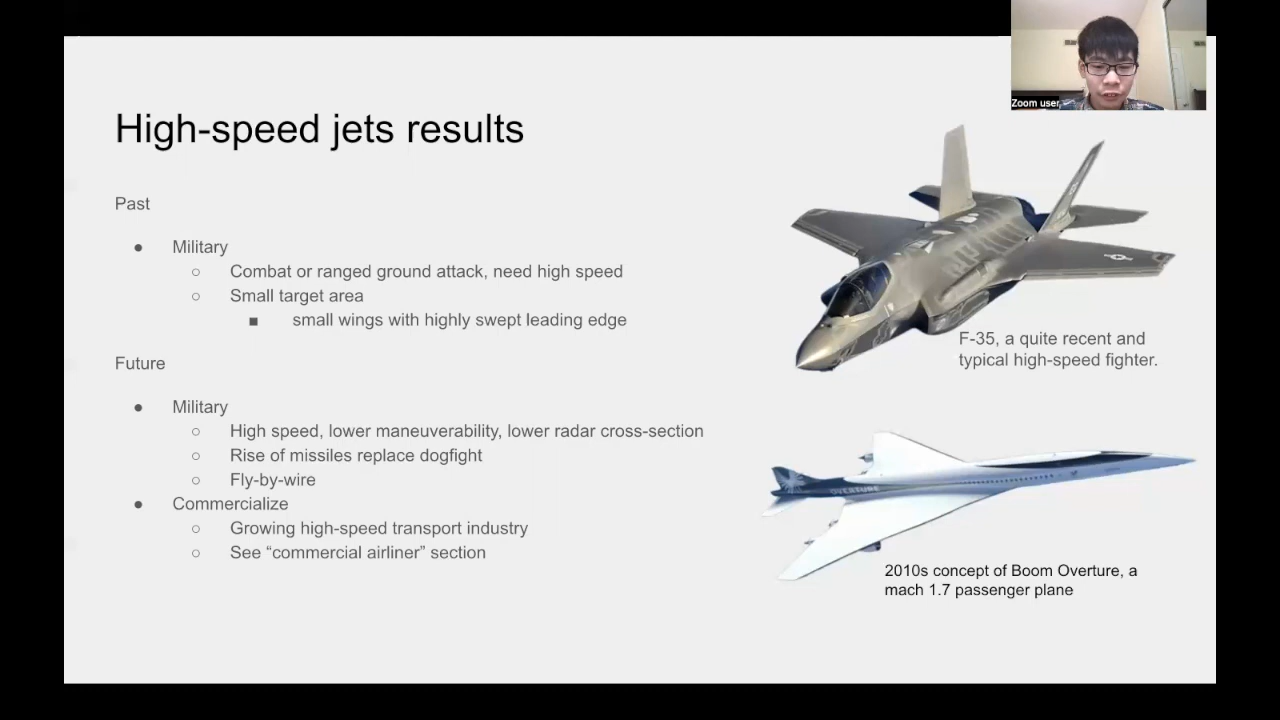 Zoom user
High-speed jets results
Past
● Military
○ Combat or ranged ground attack, need high speed
○ Small target area
■ small wings with highly swept leading edge
Future
● Military
○ High speed, lower maneuverability, lower radar cross-section
○ Rise of missiles replace dogfight
○ Fly-by-wire
● Commercialize
○ Growing high-speed transport industry
○ See “commercial airliner” section
F-35, a quite recent and
typical high-speed fighter.
OVERTURE
2010s concept of Boom Overture, a
mach 1.7 passenger plane